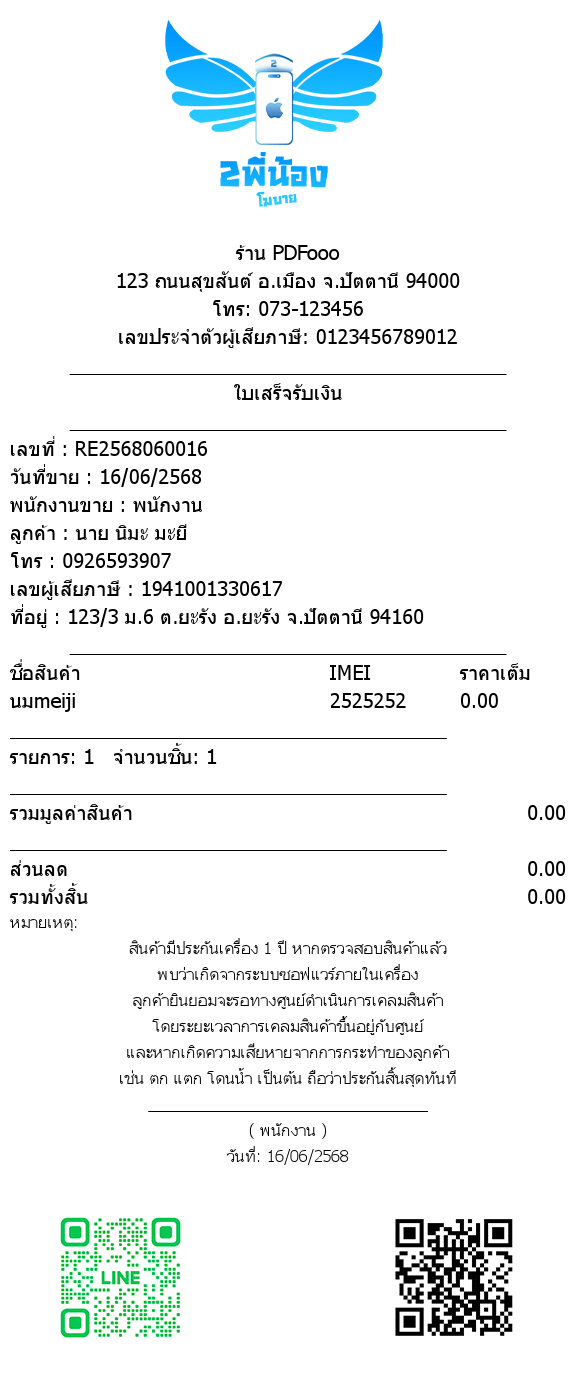 2
2พี่น้อง
โมบาย
ร้าน PDFooo
123 ถนนสุขสันต์ อ.เมือง จ.ปัตตานี 94000
โทร: 073-123456
เลขประจำตัวผู้เสียภาษี: 0123456789012
ใบเสร็จรับเงิน
เลขที่ : RE2568060016
วันที่ขาย : 16/06/2568
พนักงานขาย : พนักงาน
ลูกค้า : นาย นิมะ มะยี
โทร : 0926593907
เลขผู้เสียภาษี : 1941001330617
ที่อยู่ : 123/3 ม.6 ต.ยะรัง อ.ยะรัง จ.ปัตตานี 94160
ชื่อสินค้า IMEI ราคาเต็ม
นมmeiji 2525252 0.00
รายการ: 1 จำนวนชิ้น: 1
รวมมูลค่าสินค้า 0.00
ส่วนลด 0.00
รวมทั้งสิ้น 0.00
หมายเหตุ:
สินค้ามีประกันเครื่อง 1 ปี หากตรวจสอบสินค้าแล้ว
พบว่าเกิดจากระบบซอฟแวร์ภายในเครื่อง
ลูกค้ายินยอมจะรอทางศูนย์ดำเนินการเคลมสินค้า
โดยระยะเวลาการเคลมสินค้าขึ้นอยู่กับศูนย์
และหากเกิดความเสียหายจากการกระทำของลูกค้า
เช่น ตก แตก โดนน้ำ เป็นต้น ถือว่าประกันสิ้นสุดทันที
( พนักงาน )
วันที่: 16/06/2568
LINE